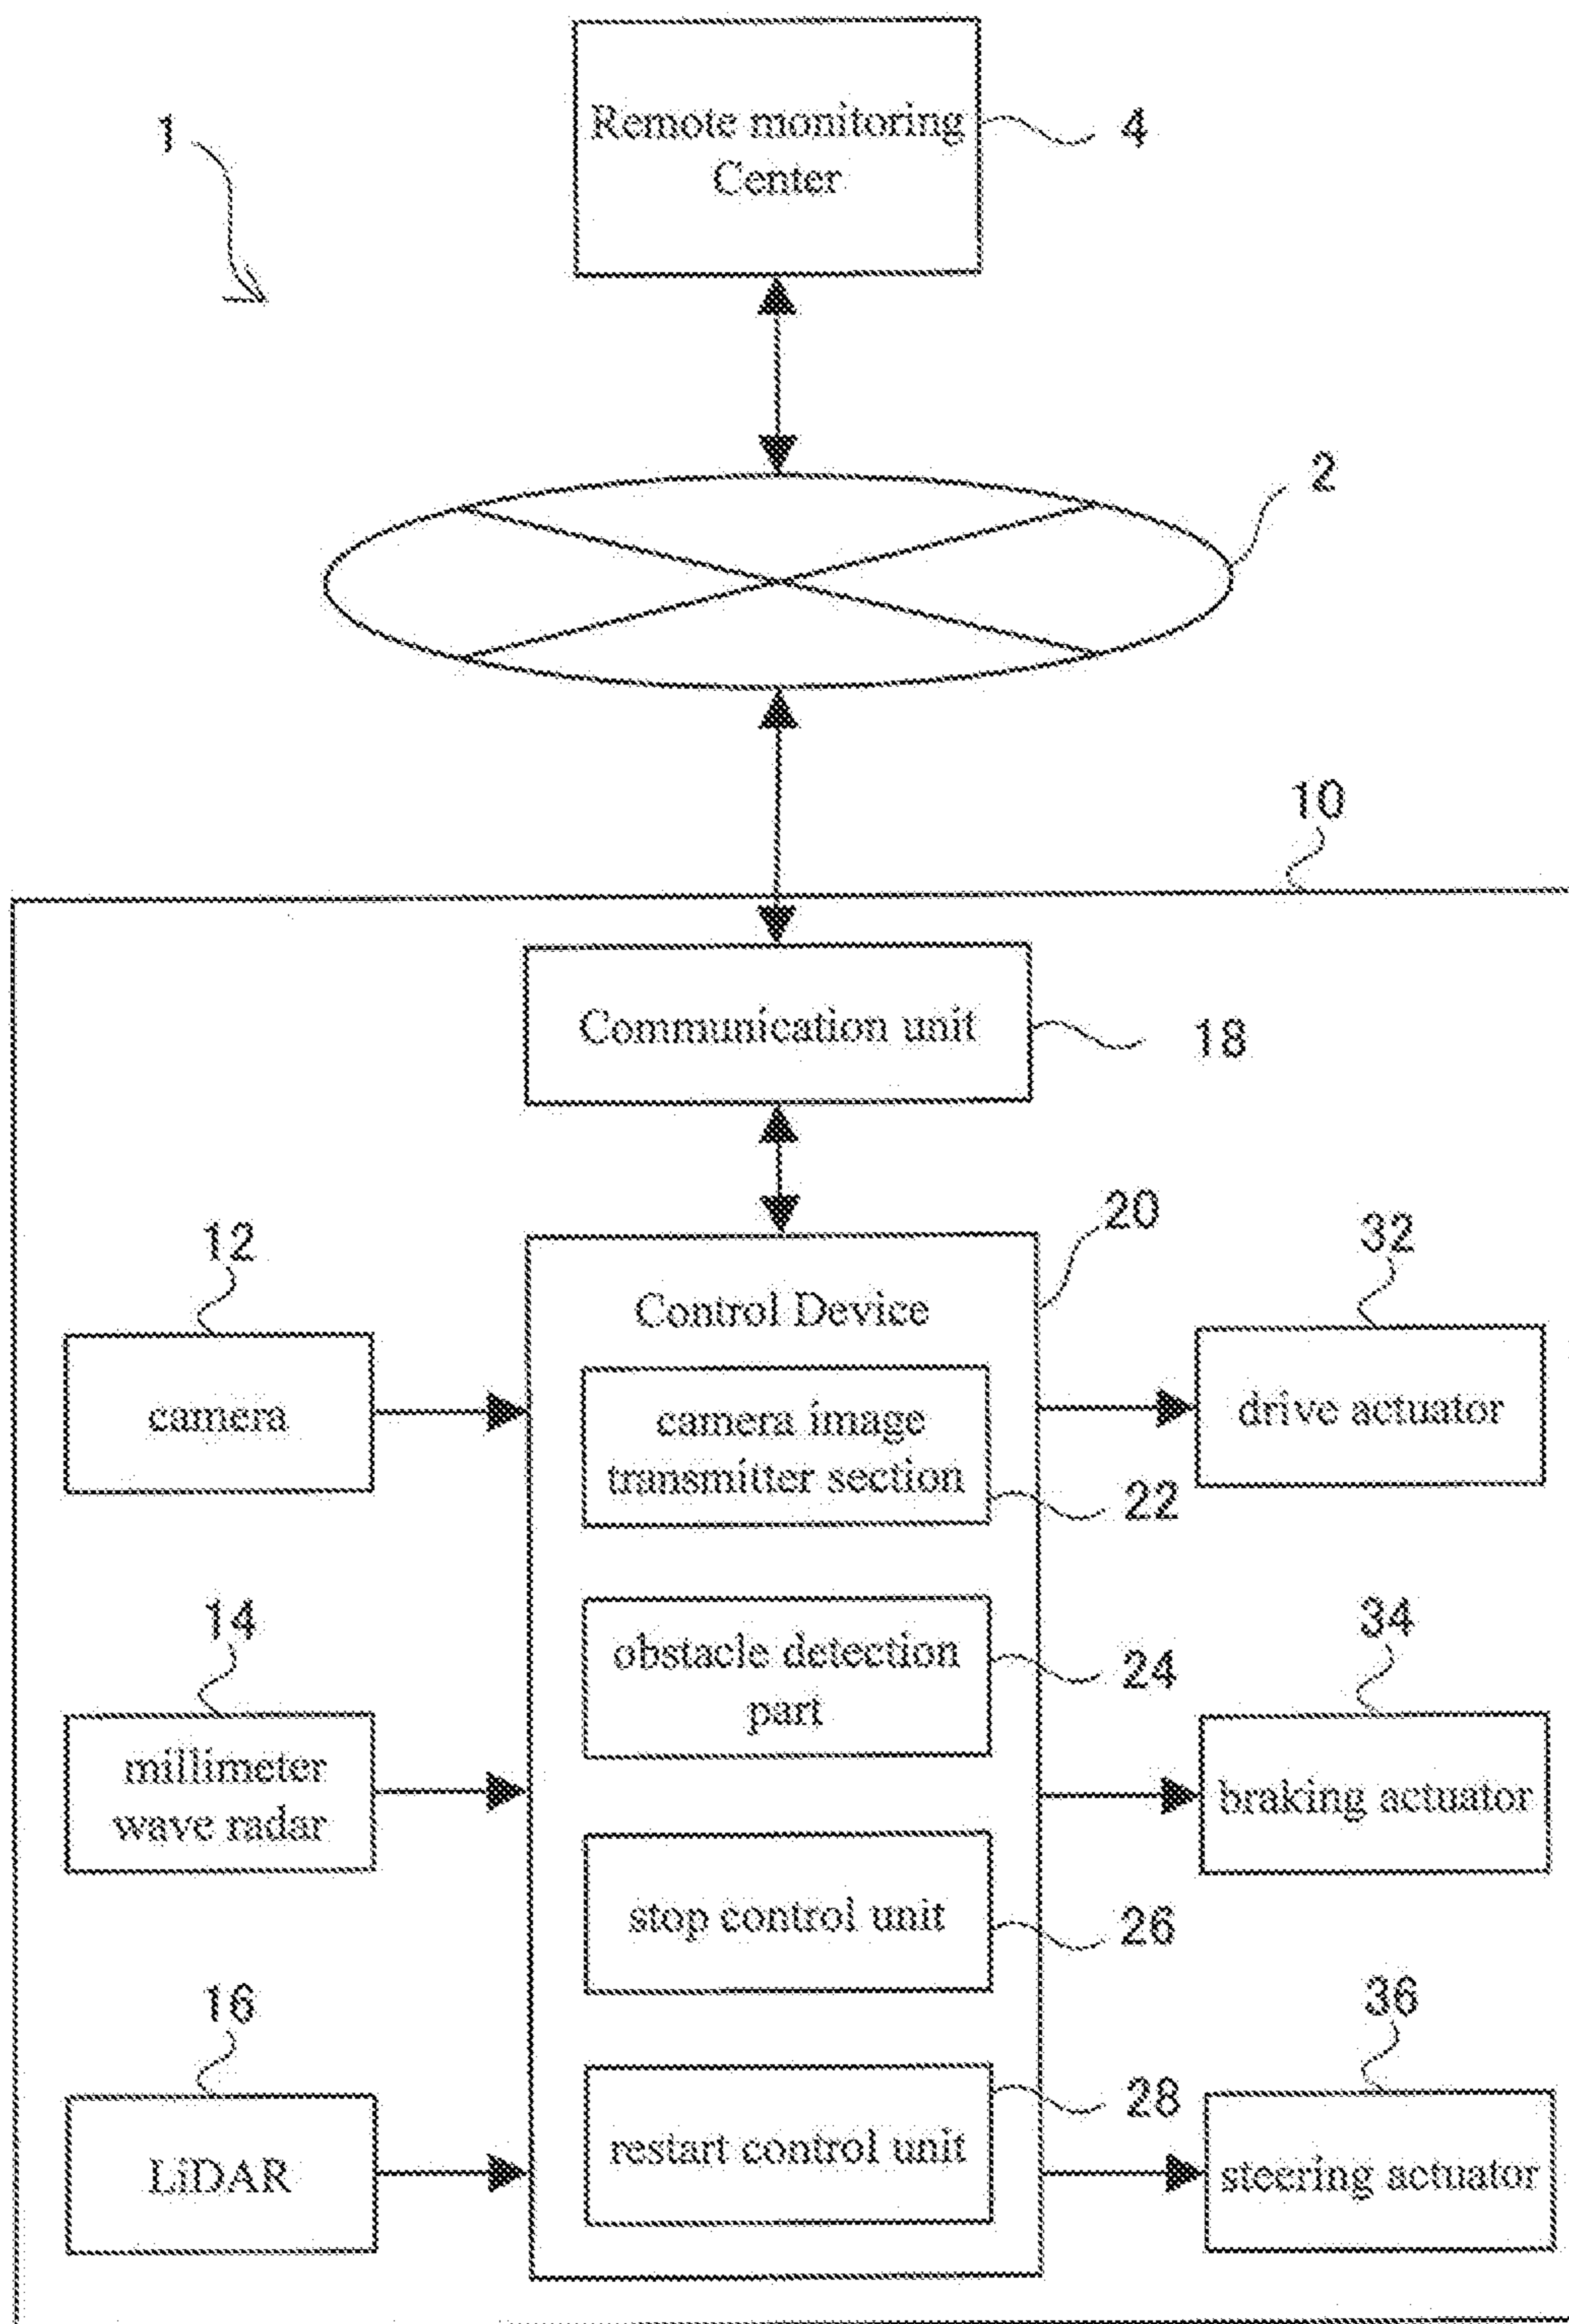 1
Remote monitoring
Center
4
2
10
Communication unit
18
20
12
32
Control Device
camera
camera image
transmitter section
22
drive actuator
14
34
obstacle detection
part
24
millimeter
wave radar
braking actuator
stop control unit
26
16
36
28
restart control unit
LiDAR
steering actuator